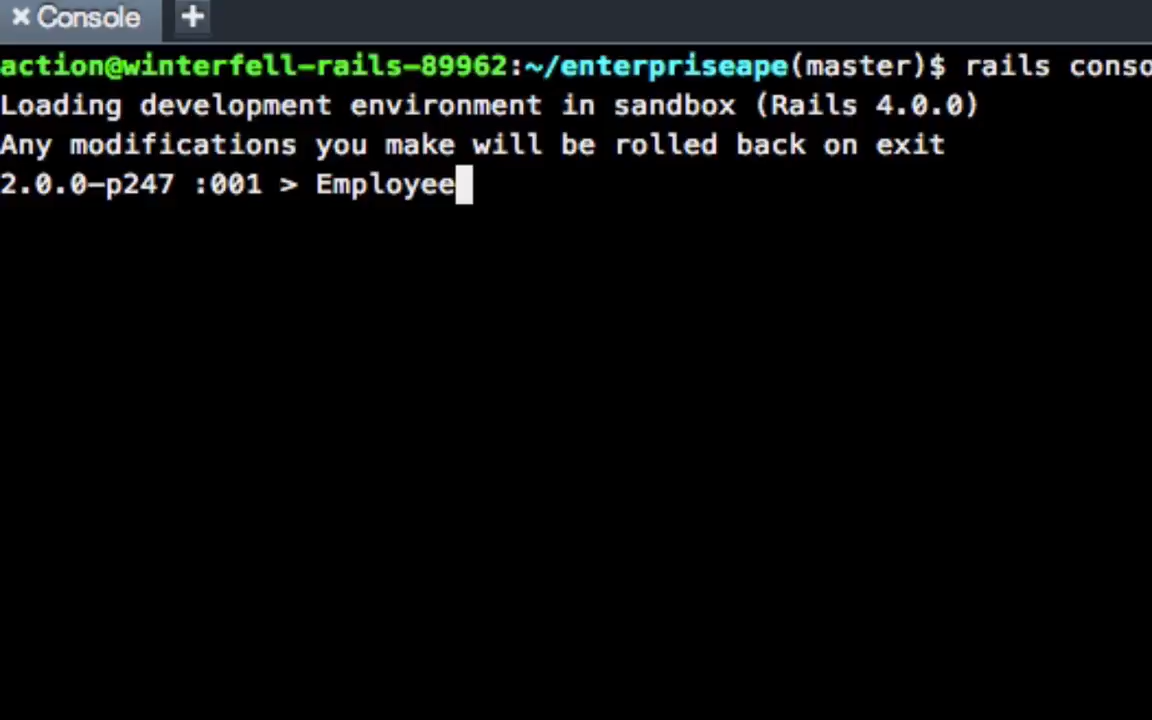 × Console +
action@winterfell-rails-89962:~/enterpriseape(master)$ rails conso
Loading development environment in sandbox (Rails 4.0.0)
Any modifications you make will be rolled back on exit
2.0.0-p247 :001 > Employee